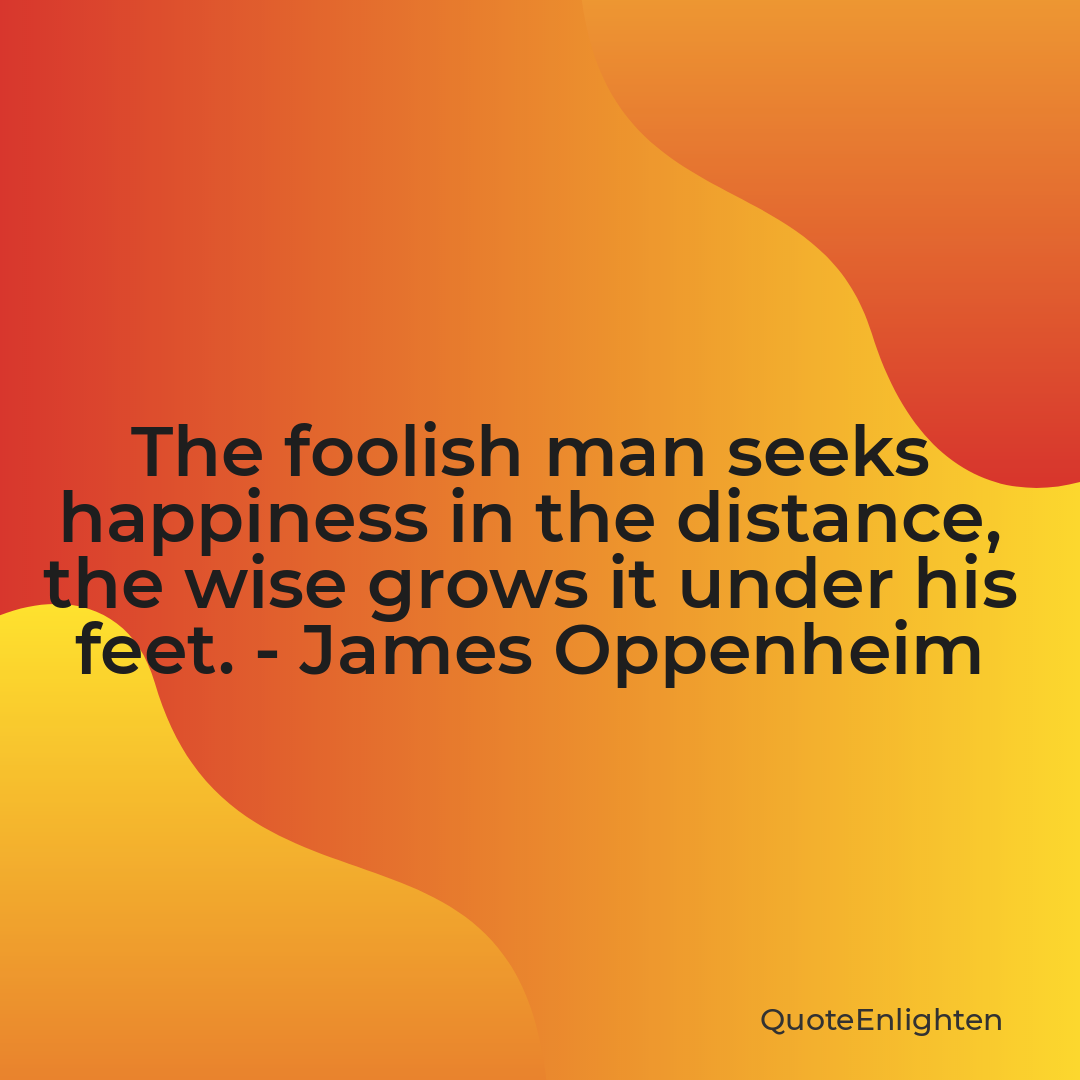 The foolish man seeks
happiness in the distance,
the wise grows it under his
feet. - James Oppenheim
QuoteEnlighten